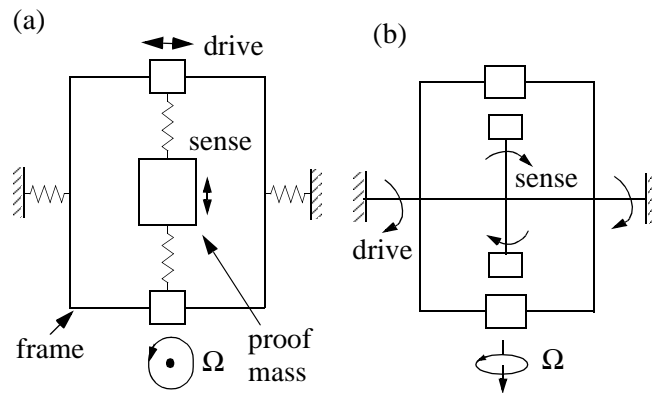 (a)
drive
sense
frame
proof
mass
Ω
(b)
sense
drive
Ω